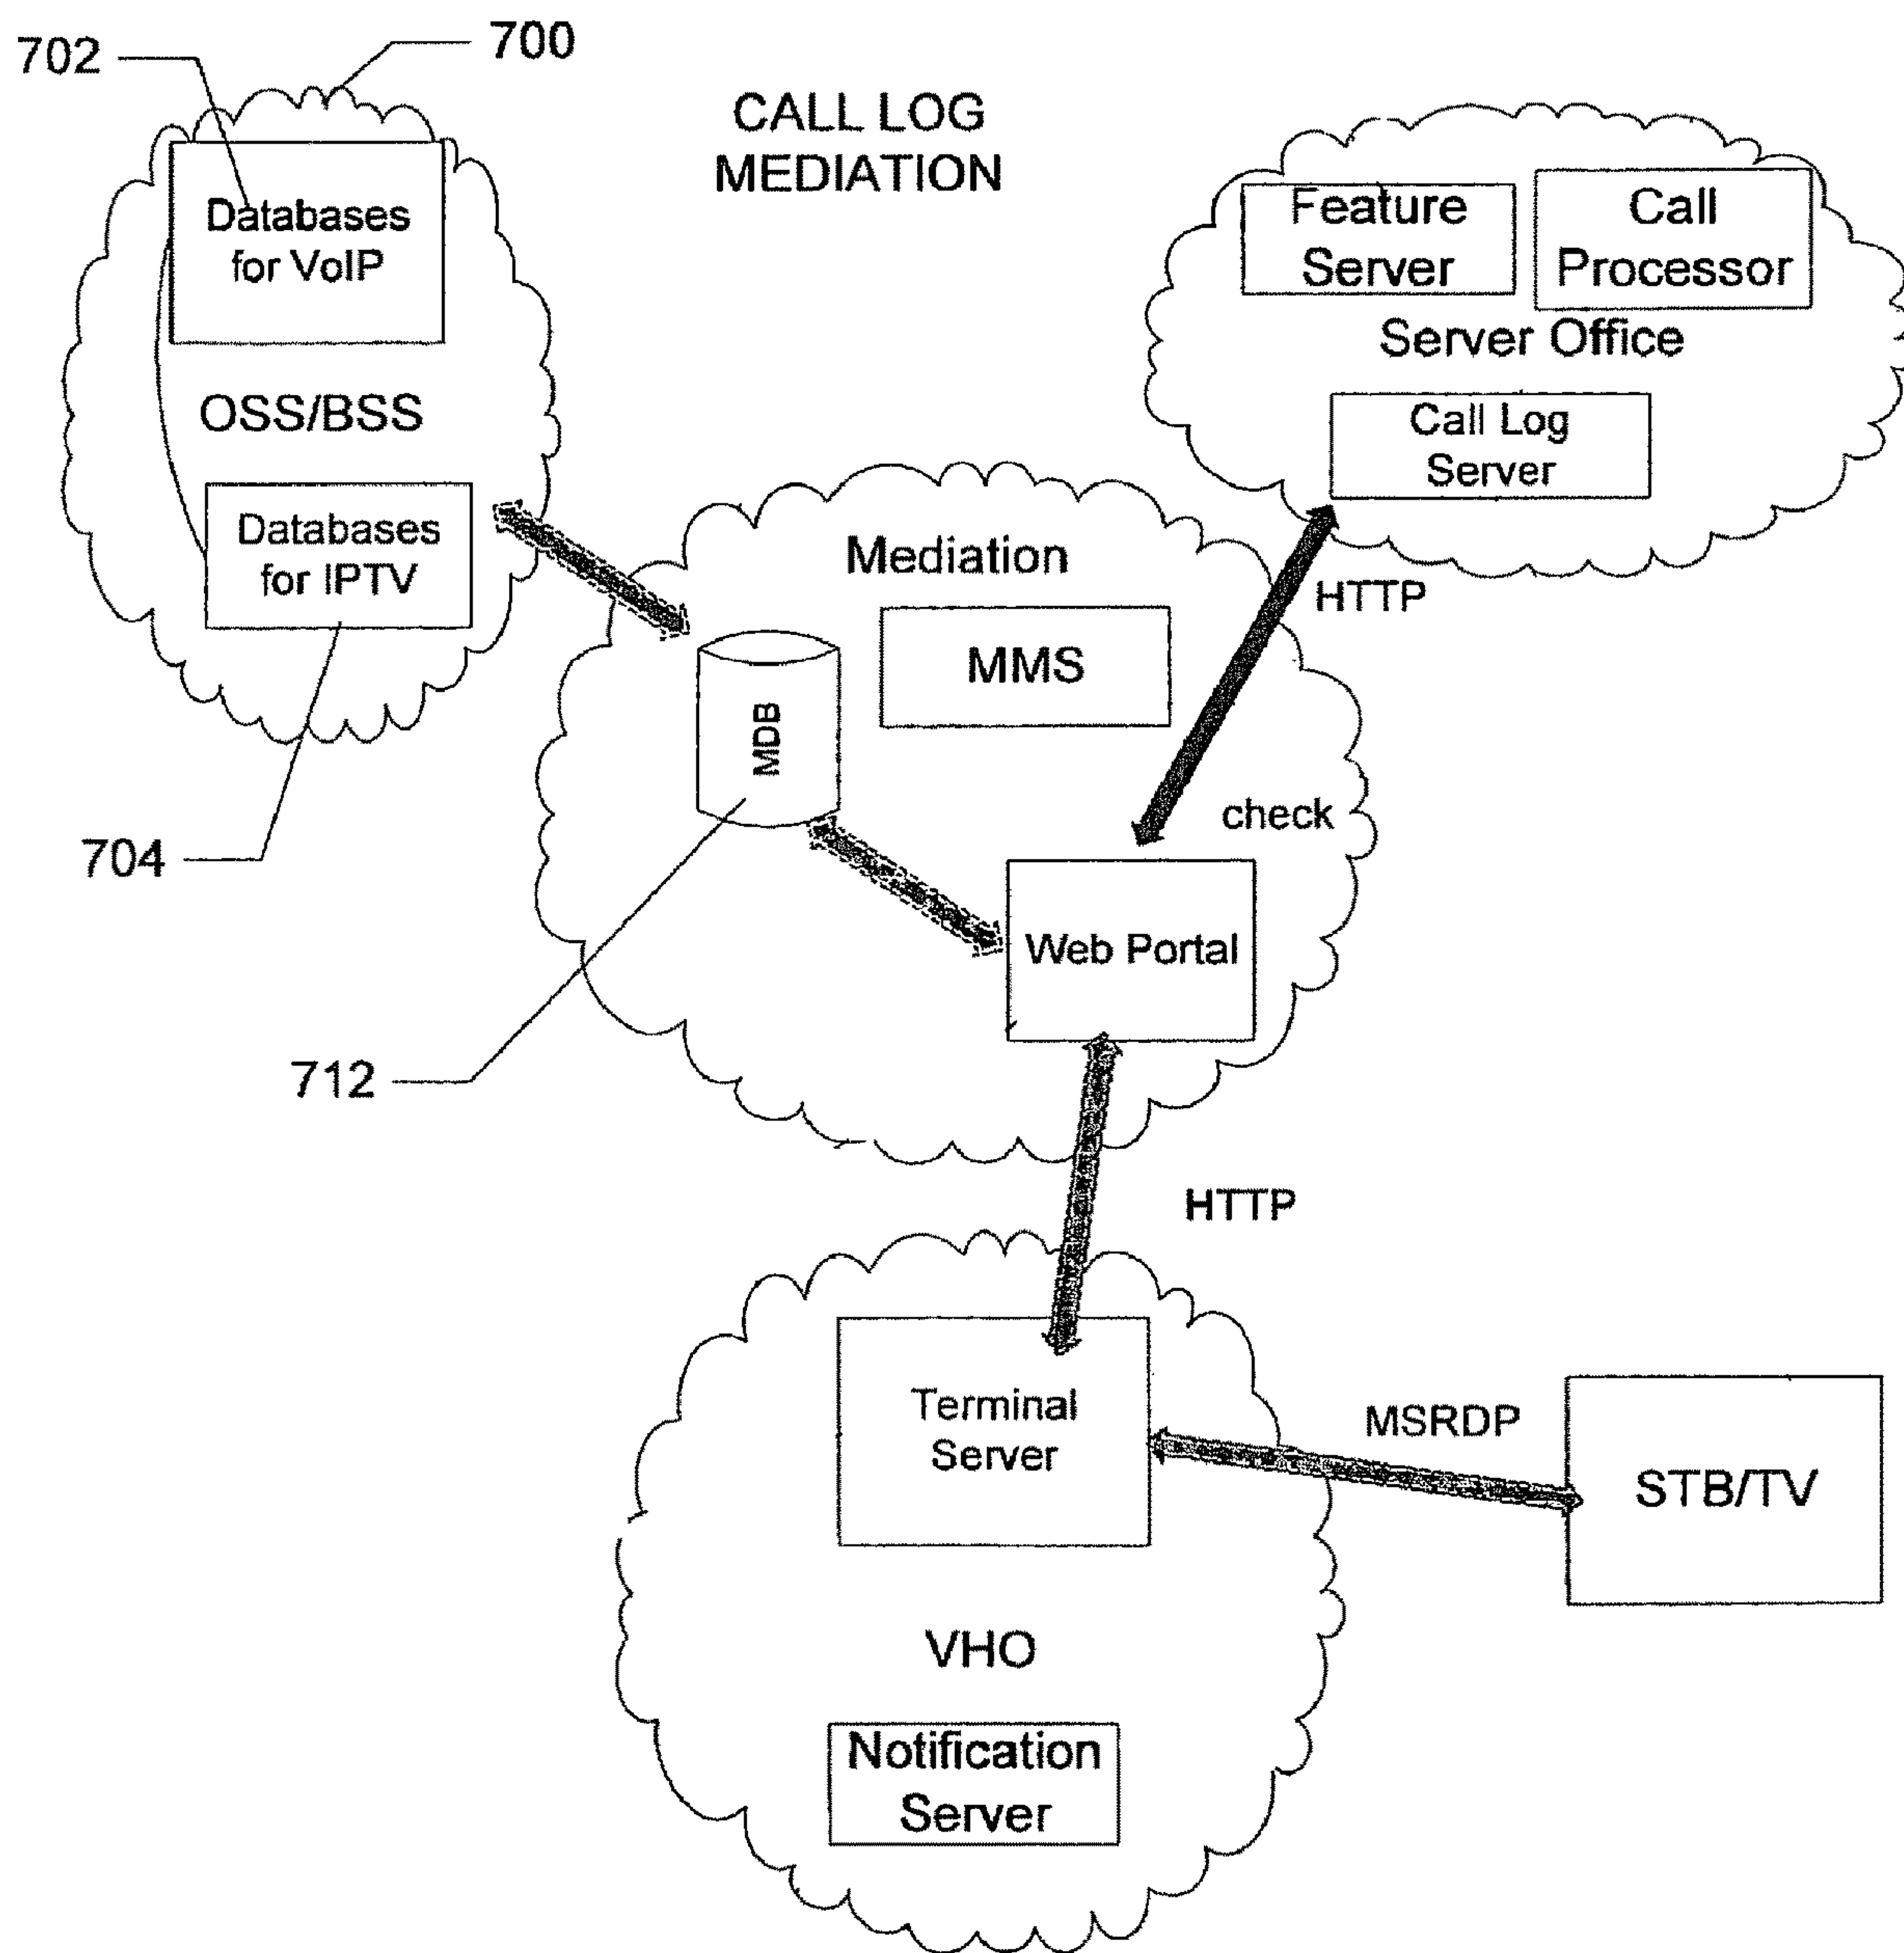 702
700
CALL LOG
MEDIATION
Databases
for VoIP
OSS/BSS
Databases
for IPTV
704
Feature
Server
Call
Processor
Server Office
Call Log
Server
HTTP
Mediation
MMS
MDB
check
Web Portal
712
HTTP
Terminal
Server
MSRDP
STB/TV
VHO
Notification
Server